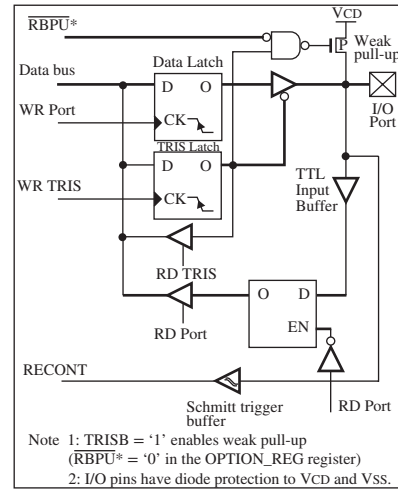 VCD
RBPU*
P
Weak
pull-up
Data Latch
Data bus
D
O
WR Port
CK
I/O
Port
TRIS Latch
D
O
TTL
Input
Buffer
WR TRIS
CK
RD TRIS
O
D
RD Port
EN
RECONT
Schmitt trigger
buffer
RD Port
Note 1: TRISB = ‘1’ enables weak pull-up
(RBPU* = ‘0’ in the OPTION_REG register)
2: I/O pins have diode protection to VCD and VSS.